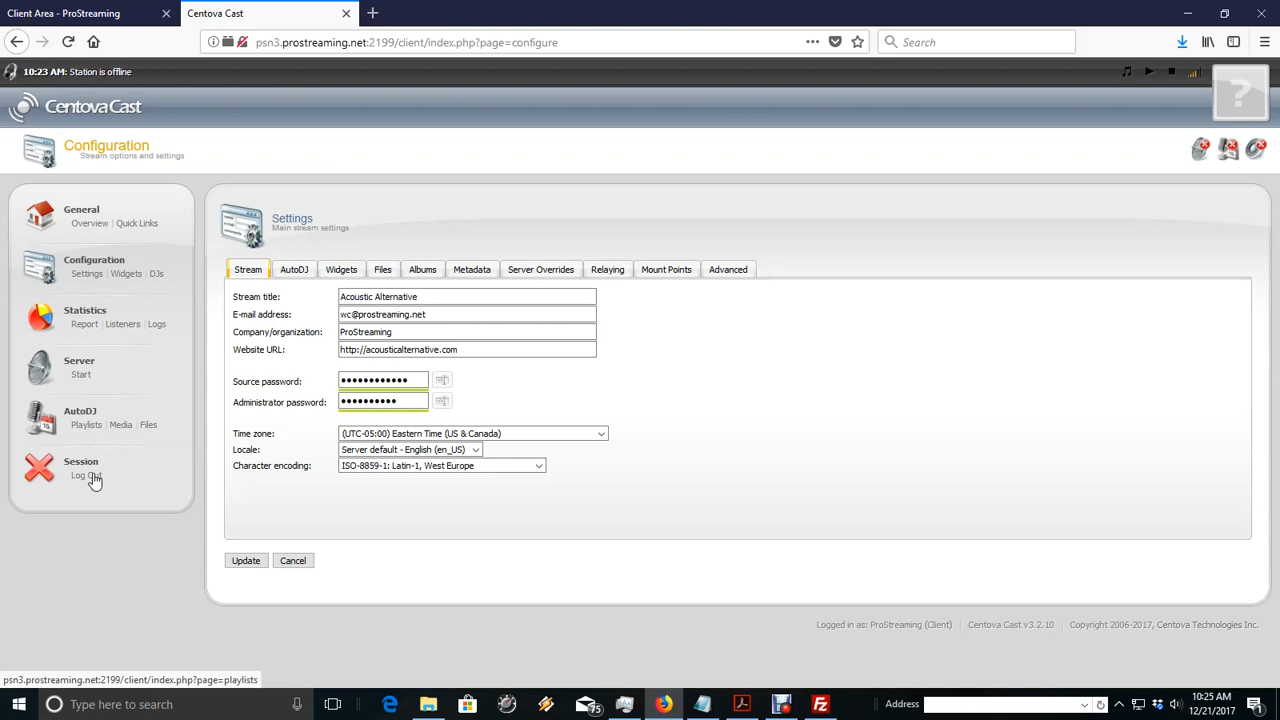 Client Area - ProStreaming
Centova Cast
psn3.prostreaming.net:2199/client/index.php?page=configure
Search
10:23 AM: Station is offline
CentovaCast
?
Configuration
Stream options and settings
General
Overview | Quick Links
Configuration
Settings | Widgets | DJs
Statistics
Report | Listeners | Logs
Server
Start
AutoDJ
Playlists | Media | Files
Session
Log Out
Settings
Main stream settings
Stream AutoDJ Widgets Files Albums Metadata Server Overrides Relaying Mount Points Advanced
Stream title: Acoustic Alternative
E-mail address: wc@prostreaming.net
Company/organization: ProStreaming
Website URL: http://acousticalternative.com
Source password: ••••••••••••
Administrator password: ••••••••••
Time zone: (UTC-05:00) Eastern Time (US & Canada)
Locale: Server default - English (en_US)
Character encoding: ISO-8859-1: Latin-1, West Europe
Update Cancel
Logged in as: ProStreaming (Client) | Centova Cast v3.2.10 | Copyright 2006-2017, Centova Technologies Inc.
psn3.prostreaming.net:2199/client/index.php?page=playlists
Type here to search
75
Address
10:25 AM
12/21/2017